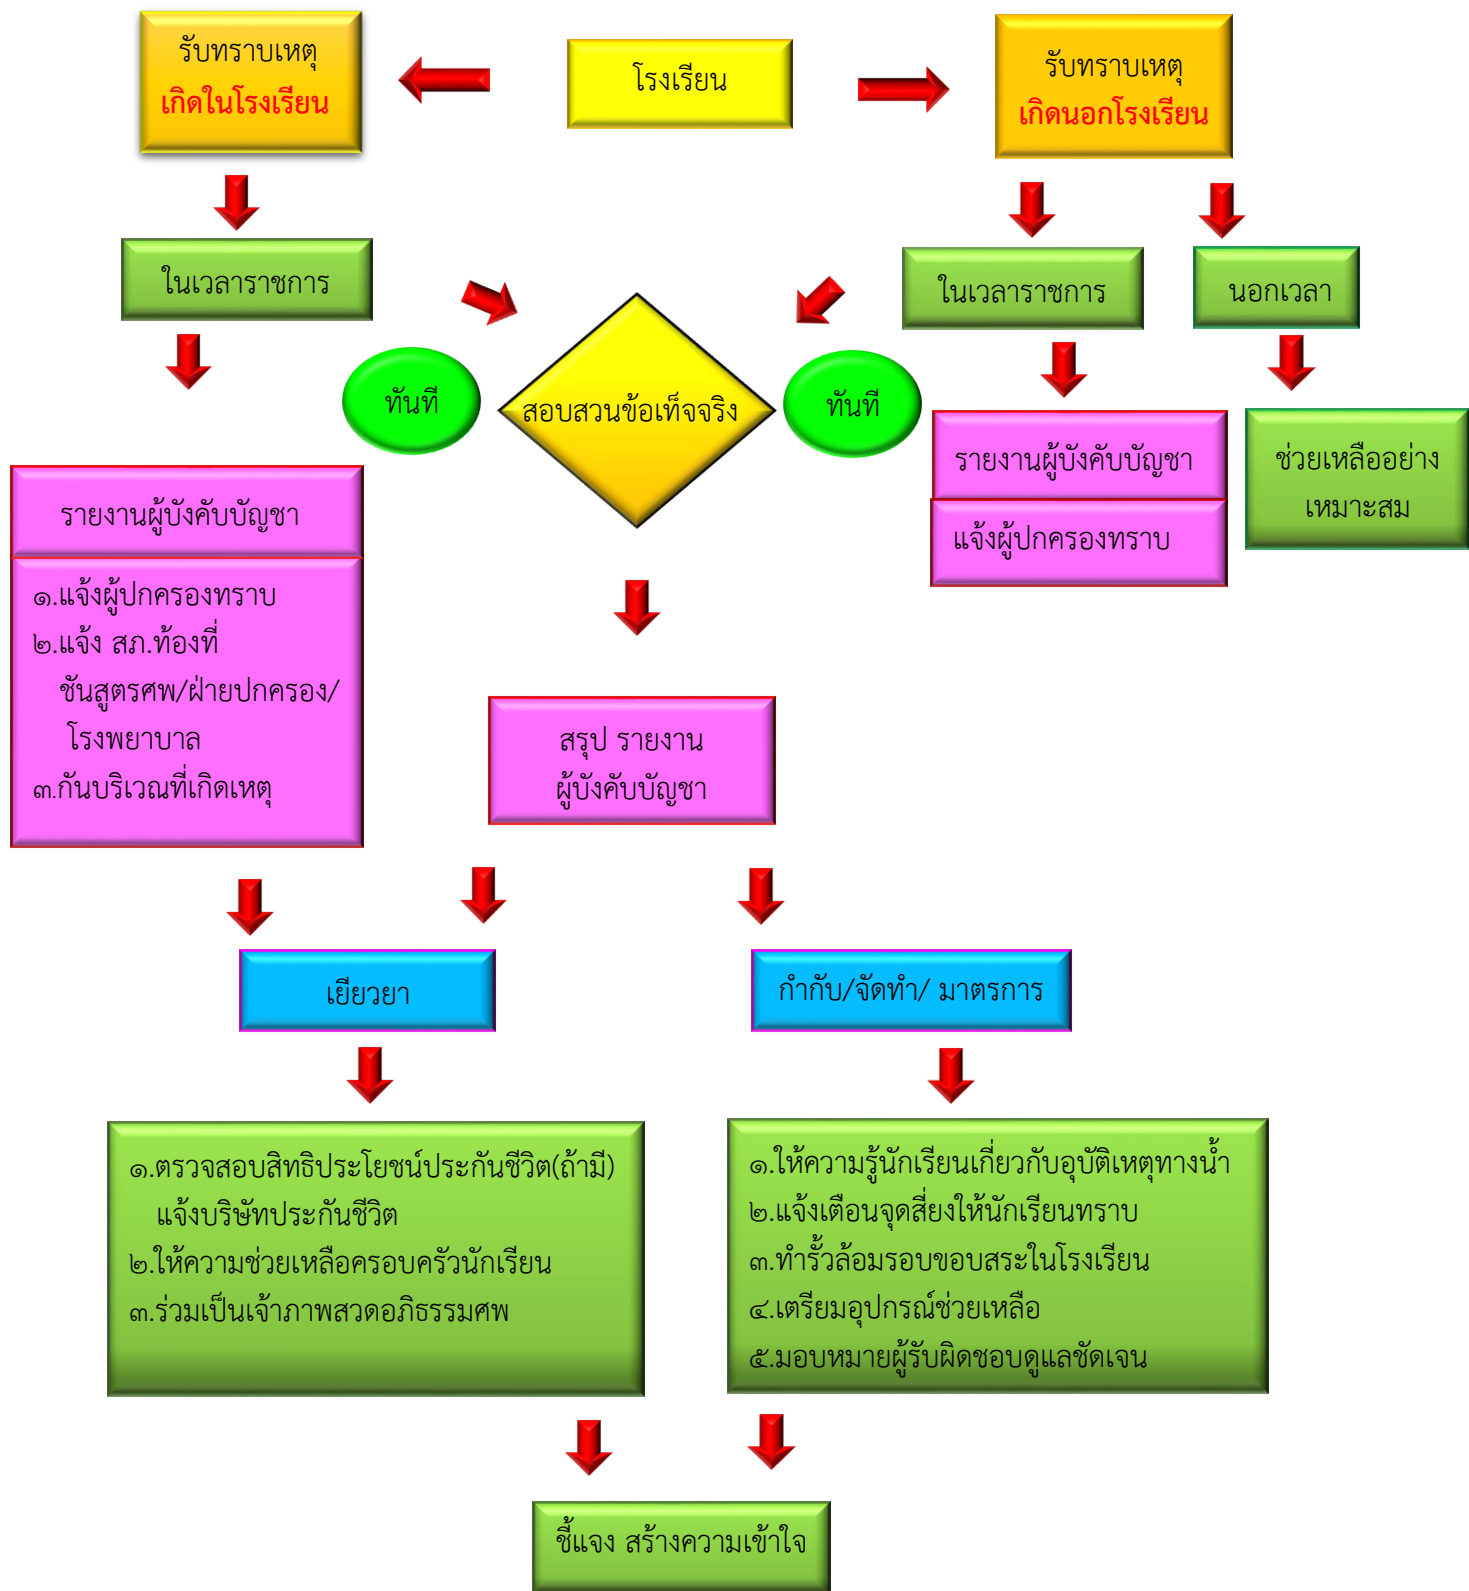 รับทราบเหตุ
เกิดในโรงเรียน
โรงเรียน
รับทราบเหตุ
เกิดนอกโรงเรียน
ในเวลาราชการ
ในเวลาราชการ
นอกเวลา
ทันที
สอบสวนข้อเท็จจริง
ทันที
รายงานผู้บังคับบัญชา
แจ้งผู้ปกครองทราบ
ช่วยเหลืออย่าง
เหมาะสม
รายงานผู้บังคับบัญชา
๑.แจ้งผู้ปกครองทราบ
๒.แจ้ง สภ.ท้องที่
ชันสูตรศพ/ฝ่ายปกครอง/
โรงพยาบาล
๓.กันบริเวณที่เกิดเหตุ
สรุป รายงาน
ผู้บังคับบัญชา
เยียวยา
กำกับ/จัดทำ/ มาตรการ
๑.ตรวจสอบสิทธิประโยชน์ประกันชีวิต(ถ้ามี)
แจ้งบริษัทประกันชีวิต
๒.ให้ความช่วยเหลือครอบครัวนักเรียน
๓.ร่วมเป็นเจ้าภาพสวดอภิธรรมศพ
๑.ให้ความรู้นักเรียนเกี่ยวกับอุบัติเหตุทางน้ำ
๒.แจ้งเตือนจุดสี่ยงให้นักเรียนทราบ
๓.ทำรั้วล้อมรอบขอบสระในโรงเรียน
๔.เตรียมอุปกรณ์ช่วยเหลือ
๕.มอบหมายผู้รับผิดชอบดูแลชัดเจน
ชี้แจง สร้างความเข้าใจ